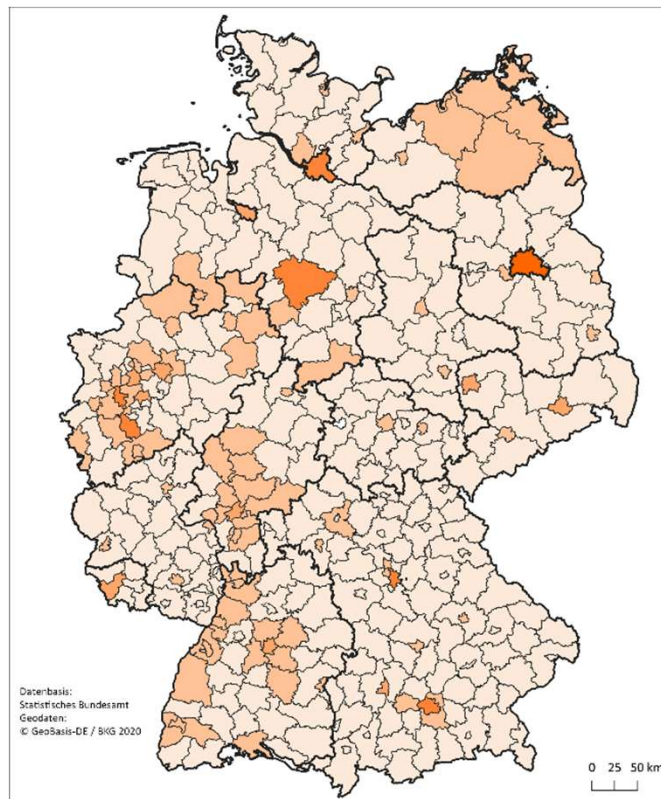 Datenbasis:
Statistisches Bundesamt
Geodaten:
© GeoBasis-DE / BKG 2020
0 25 50 km